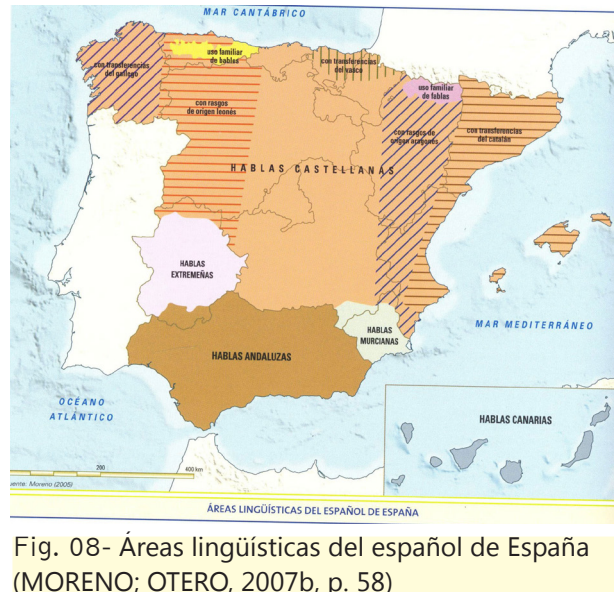 MAR CANTÁBRICO
con transferencias
del gallego
uso familiar
de hables
con transferencias
del vasco
uso familiar
de fablas
con rasgos
de origen leonés
con rasgos de
origen aragonés
con transferencias
del catalán
HABLAS CASTELLANAS
HABLAS
EXTREMEÑAS
HABLAS
MURCIANAS
MAR MEDITERRÁNEO
HABLAS ANDALUZAS
OCÉANO
ATLÁNTICO
HABLAS CANARIAS
200
400 km
uente: Moreno (2005)
ÁREAS LINGÜÍSTICAS DEL ESPAÑOL DE ESPAÑA
Fig. 08- Áreas lingüísticas del español de España
(MORENO; OTERO, 2007b, p. 58)